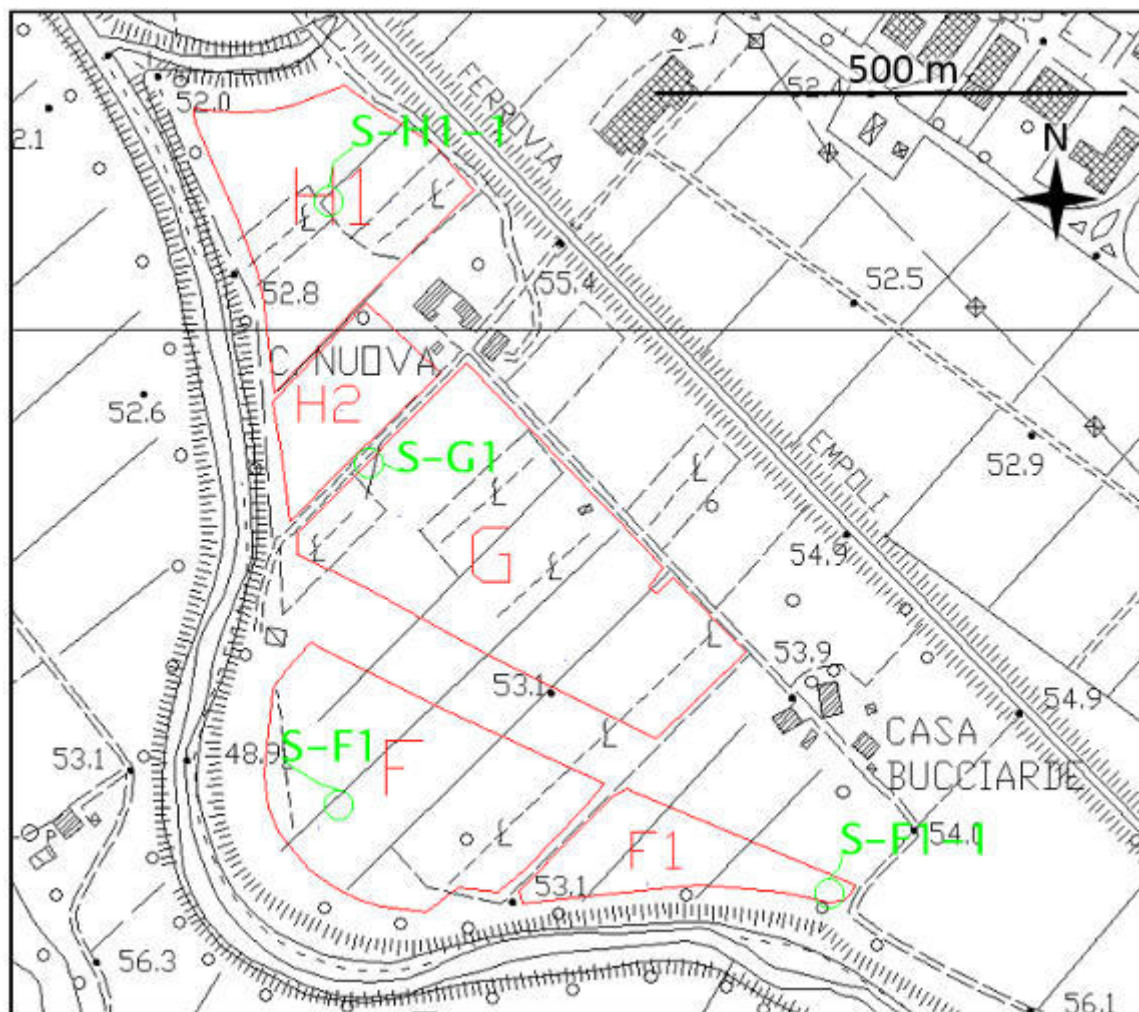 500 m
N
FERROVIA
52.0
S-H1-1
H1
52.8
55.4
52.5
C. NUOVA
H2
52.6
S-G1
EMPOLI
52.9
G
54.9
53.9
53.1
54.9
S-F1
48.9
F
53.1
CASA
BUCCIARDE
F1
S-F1-1
54.0
53.1
56.3
56.1